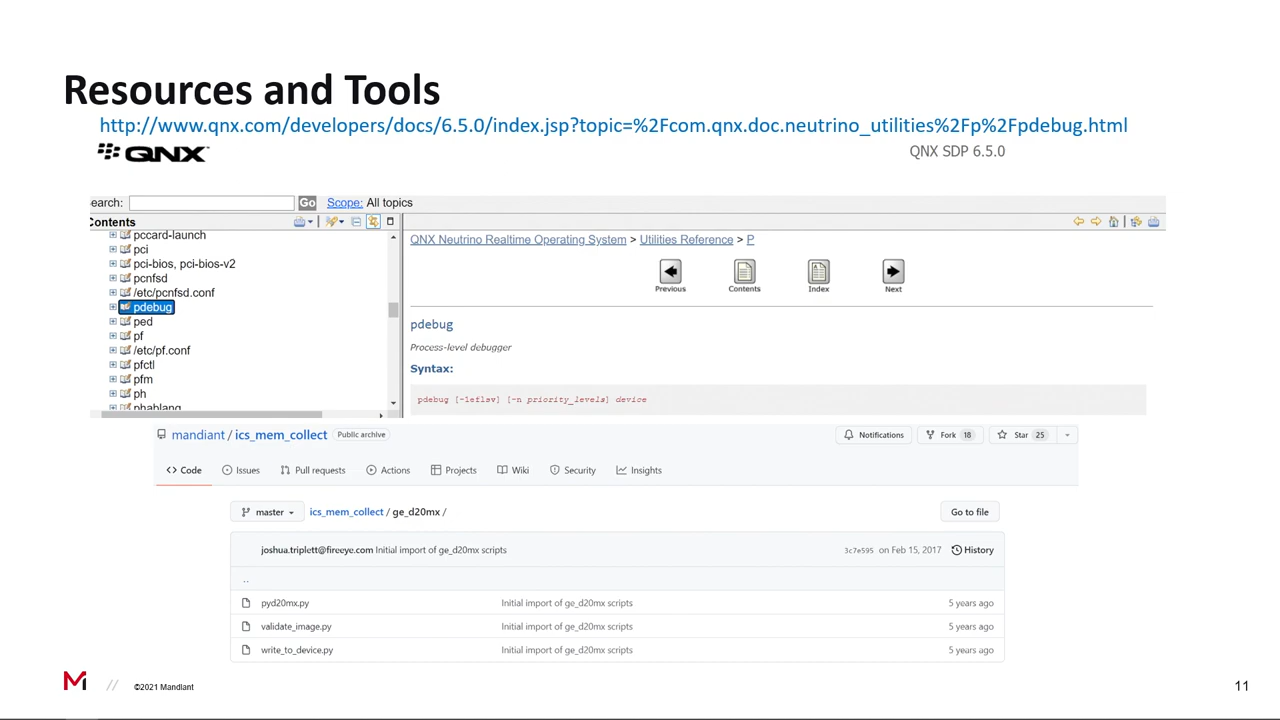 Resources and Tools
http://www.qnx.com/developers/docs/6.5.0/index.jsp?topic=%2Fcom.qnx.doc.neutrino_utilities%2Fp%2Fpdebug.html
QNX
QNX SDP 6.5.0
earch:
Go
Scope: All topics
Contents
pccard-launch
pci
pci-bios, pci-bios-v2
pcnfsd
/etc/pcnfsd.conf
pdebug
ped
pf
/etc/pf.conf
pfctl
pfm
ph
phablang
QNX Neutrino Realtime Operating System > Utilities Reference > P
Previous Contents Index Next
pdebug
Process-level debugger
Syntax:
pdebug [-1eflsv] [-n priority_levels] device
mandiant / ics_mem_collect Public archive
Notifications Fork 18 Star 25
Code Issues Pull requests Actions Projects Wiki Security Insights
master ics_mem_collect / ge_d20mx / Go to file
joshua.triplett@fireeye.com Initial import of ge_d20mx scripts 3c7e595 on Feb 15, 2017 History
..
pyd20mx.py Initial import of ge_d20mx scripts 5 years ago
validate_image.py Initial import of ge_d20mx scripts 5 years ago
write_to_device.py Initial import of ge_d20mx scripts 5 years ago
M // ©2021 Mandiant 11